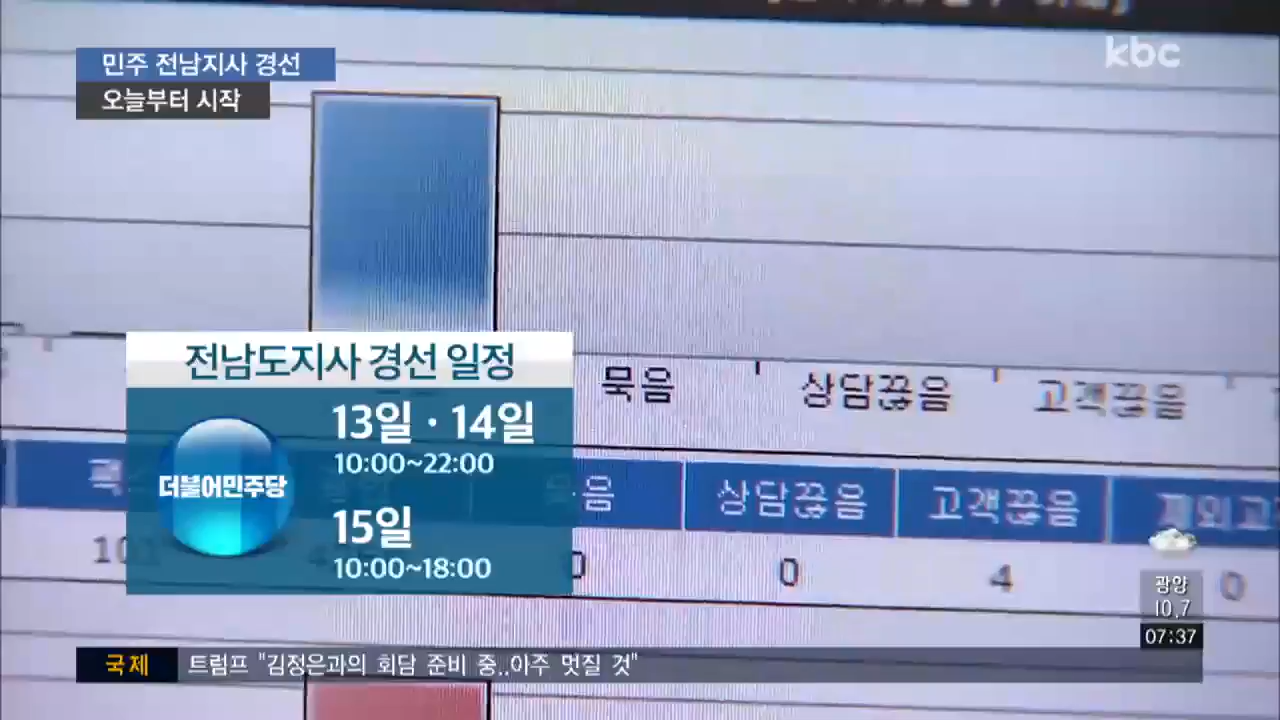 민주 전남지사 경선
오늘부터 시작
kbc
전남도지사 경선 일정
더불어민주당
13일 · 14일
10:00~22:00
15일
10:00~18:00
묵음 상담끊음 고객끊음
상담끊음 고객끊음
0 4 0
광양
10.7
07:37
국제 트럼프 "김정은과의 회담 준비 중..아주 멋질 것"